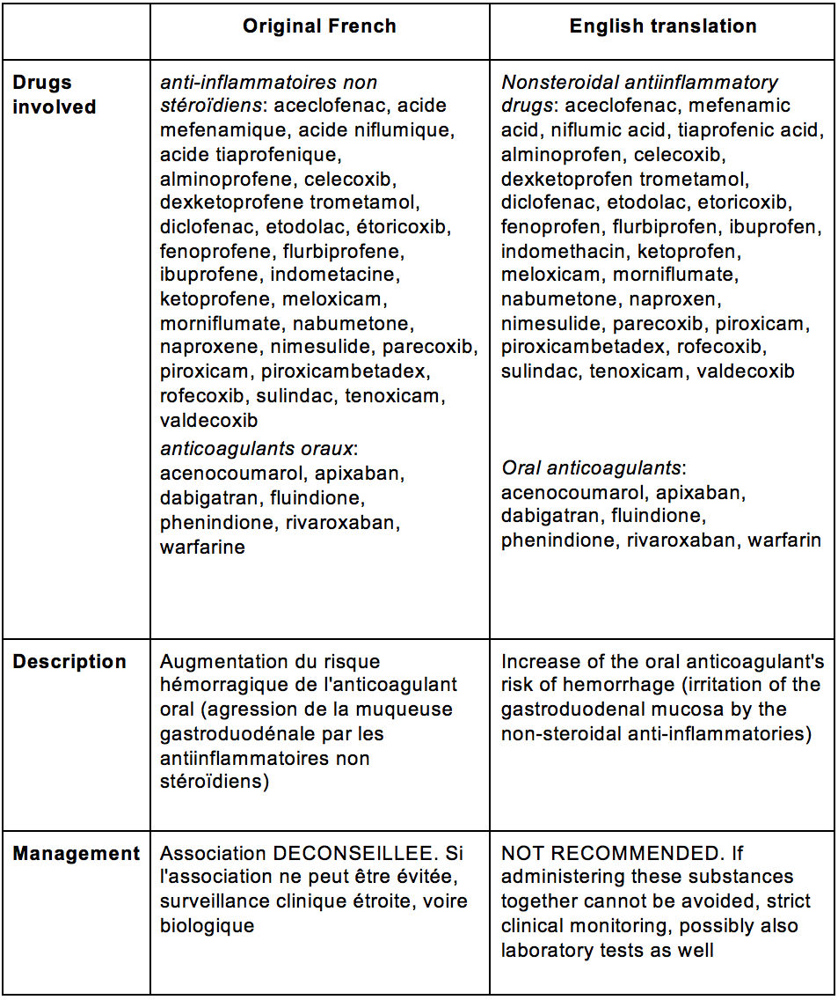 Original French
English translation
Drugs
involved
anti-inflammatoires non
stéroïdiens: aceclofenac, acide
mefenamique, acide niflumique,
acide tiaprofenique,
alminoprofene, celecoxib,
dexketoprofene trometamol,
diclofenac, etodolac, étoricoxib,
fenoprofene, flurbiprofene,
ibuprofene, indometacine,
ketoprofene, meloxicam,
morniflumate, nabumetone,
naproxene, nimesulide, parecoxib,
piroxicam, piroxicambetadex,
rofecoxib, sulindac, tenoxicam,
valdecoxib
anticoagulants oraux:
acenocoumarol, apixaban,
dabigatran, fluindione,
phenindione, rivaroxaban,
warfarine
Nonsteroidal antiinflammatory
drugs: aceclofenac, mefenamic
acid, niflumic acid, tiaprofenic acid,
alminoprofen, celecoxib,
dexketoprofen trometamol,
diclofenac, etodolac, etoricoxib,
fenoprofen, flurbiprofen, ibuprofen,
indomethacin, ketoprofen,
meloxicam, morniflumate,
nabumetone, naproxen,
nimesulide, parecoxib, piroxicam,
piroxicambetadex, rofecoxib,
sulindac, tenoxicam, valdecoxib
Oral anticoagulants:
acenocoumarol, apixaban,
dabigatran, fluindione,
phenindione, rivaroxaban, warfarin
Description
Augmentation du risque
hémorragique de l'anticoagulant
oral (agression de la muqueuse
gastroduodénale par les
antiinflammatoires non
stéroïdiens)
Increase of the oral anticoagulant's
risk of hemorrhage (irritation of the
gastroduodenal mucosa by the
non-steroidal anti-inflammatories)
Management
Association DECONSEILLEE. Si
l'association ne peut être évitée,
surveillance clinique étroite, voire
biologique
NOT RECOMMENDED. If
administering these substances
together cannot be avoided, strict
clinical monitoring, possibly also
laboratory tests as well